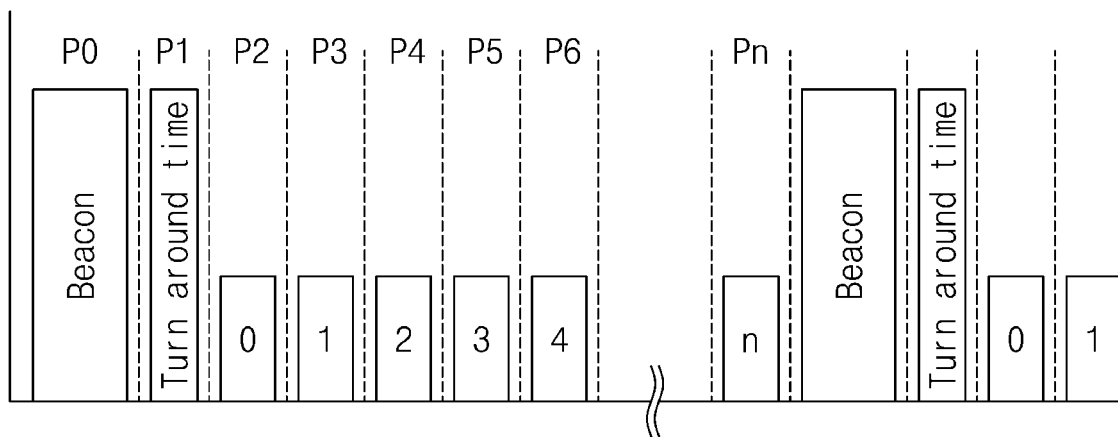 P0 P1 P2 P3 P4 P5 P6 Pn
Beacon
Turn around time
0 1 2 3 4 n
Beacon
Turn around time
0 1